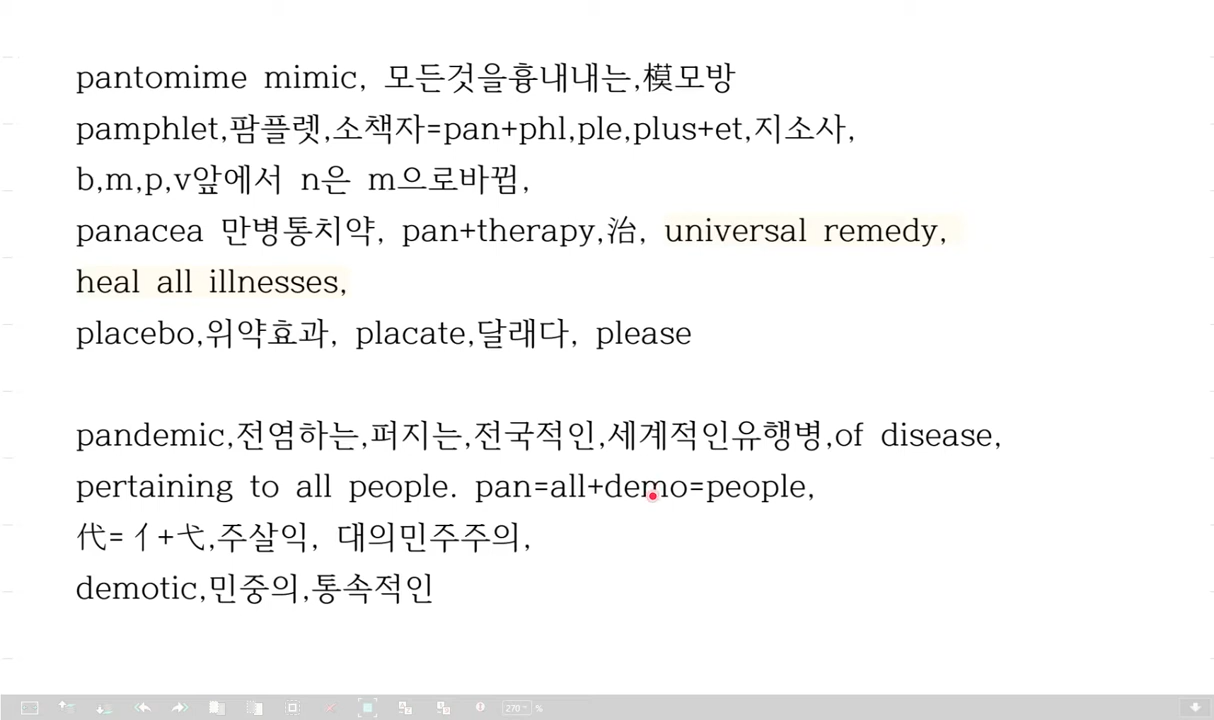 pantomime mimic, 모든것을흉내내는,模모방
pamphlet,팜플렛,소책자=pan+phl,ple,plus+et,지소사,
b,m,p,v앞에서 n은 m으로바뀜,
panacea 만병통치약, pan+therapy,治, universal remedy,
heal all illnesses,
placebo,위약효과, placate,달래다, please
pandemic,전염하는,퍼지는,전국적인,세계적인유행병,of disease,
pertaining to all people. pan=all+demo=people,
代=亻+弋,주살익, 대의민주주의,
demotic,민중의,통속적인
270 %